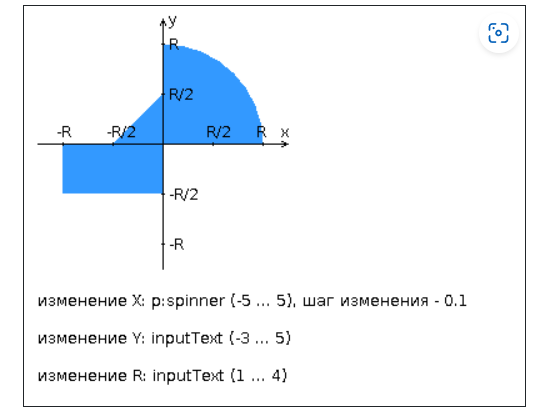 y
R
R/2
-R -R/2 R/2 R x
-R/2
-R
изменение X: p:spinner (-5 ... 5), шаг изменения - 0.1
изменение Y: inputText (-3 ... 5)
изменение R: inputText (1 ... 4)